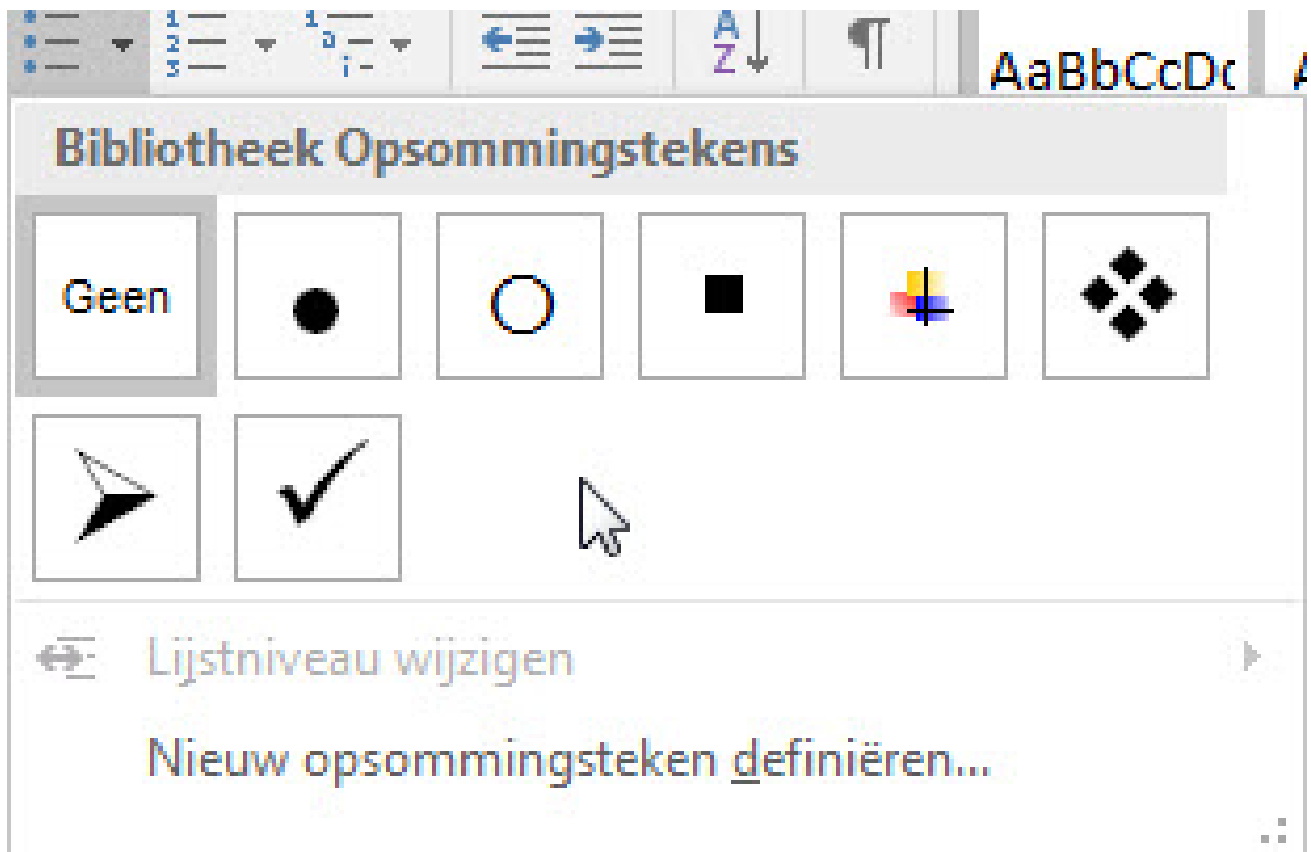 AaBbCcDc
Bibliotheek Opsommingstekens
Geen
Lijstniveau wijzigen
Nieuw opsommingsteken definiëren...